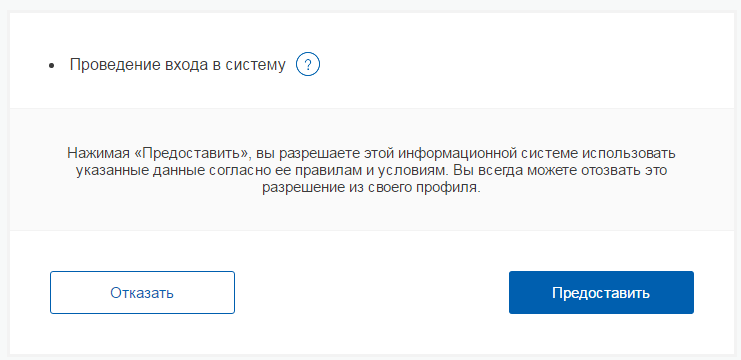 • Проведение входа в систему ?
Нажимая «Предоставить», вы разрешаете этой информационной системе использовать
указанные данные согласно ее правилам и условиям. Вы всегда можете отозвать это
разрешение из своего профиля.
Отказать
Предоставить